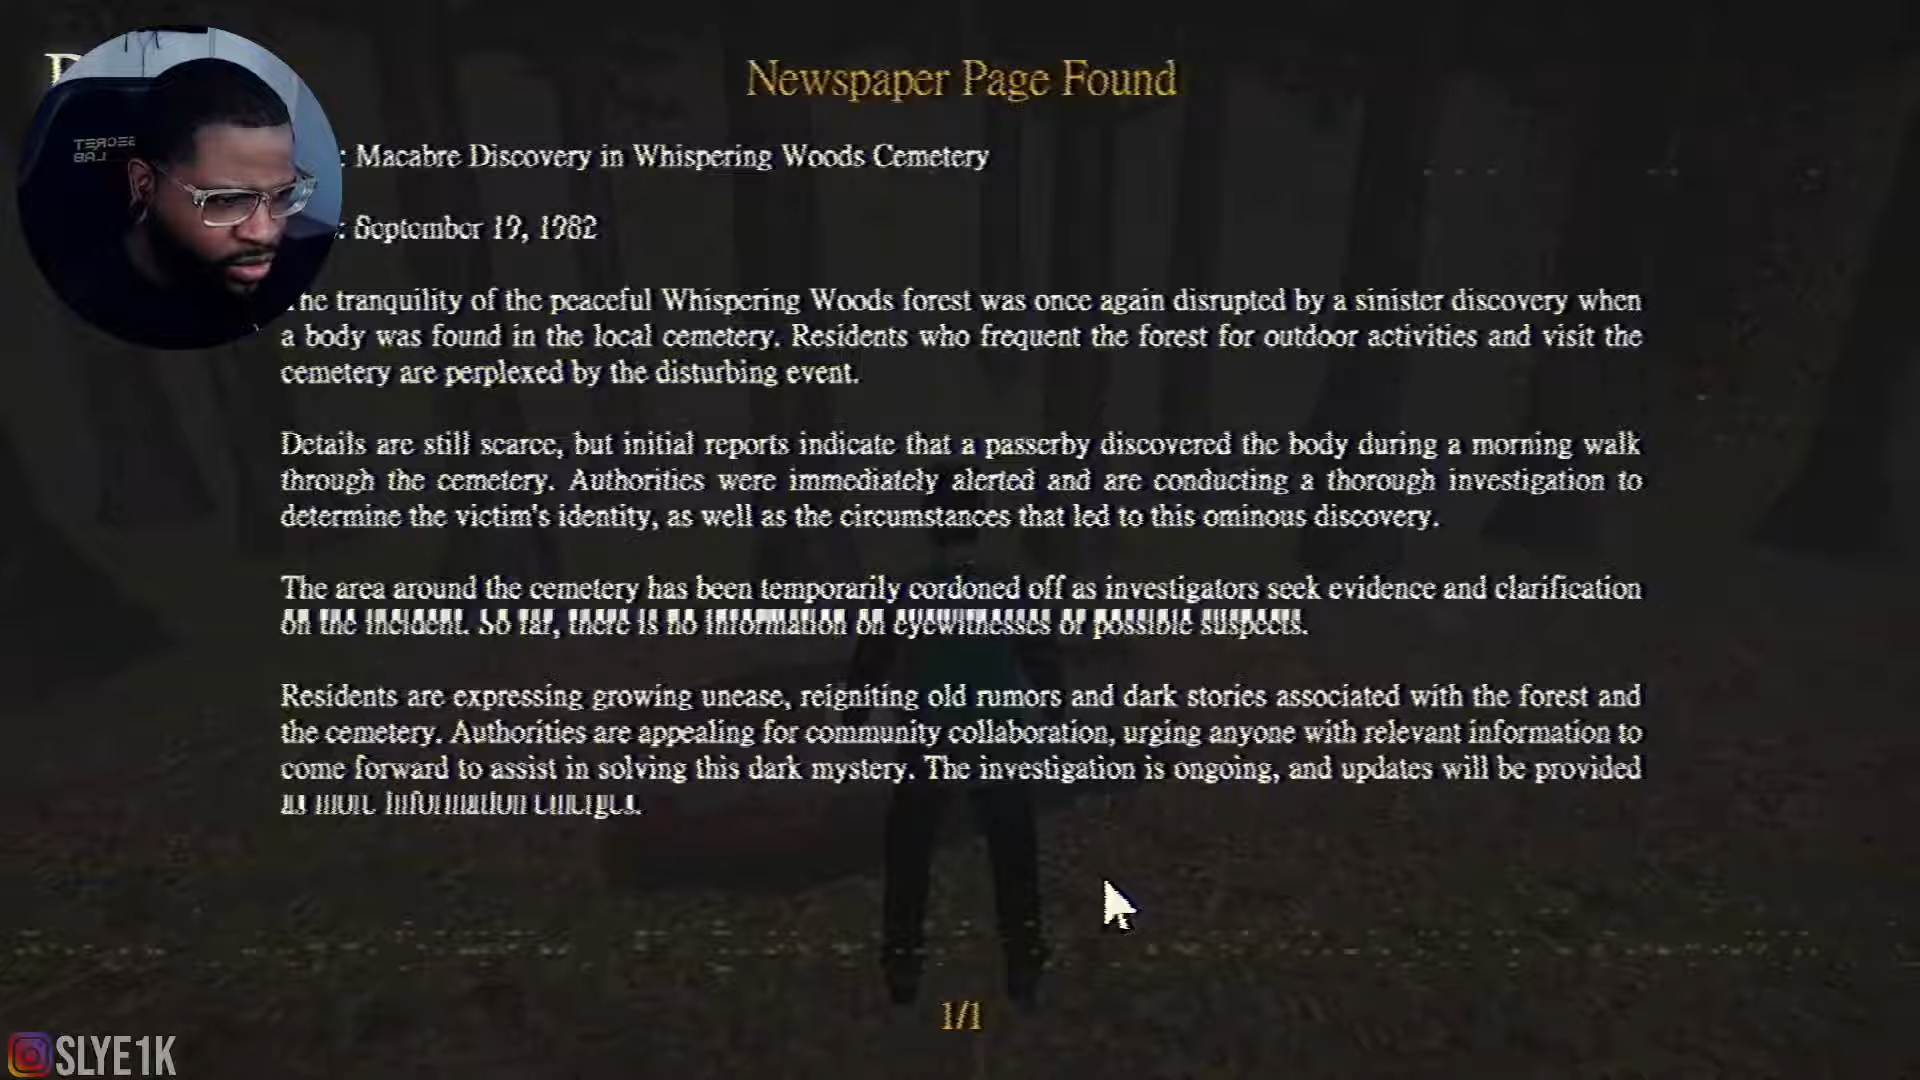 Newspaper Page Found
: Macabre Discovery in Whispering Woods Cemetery
: September 19, 1982
The tranquility of the peaceful Whispering Woods forest was once again disrupted by a sinister discovery when
a body was found in the local cemetery. Residents who frequent the forest for outdoor activities and visit the
cemetery are perplexed by the disturbing event.
Details are still scarce, but initial reports indicate that a passerby discovered the body during a morning walk
through the cemetery. Authorities were immediately alerted and are conducting a thorough investigation to
determine the victim's identity, as well as the circumstances that led to this ominous discovery.
The area around the cemetery has been temporarily cordoned off as investigators seek evidence and clarification
on the incident. So far, there is no information on eyewitnesses or possible suspects.
Residents are expressing growing unease, reigniting old rumors and dark stories associated with the forest and
the cemetery. Authorities are appealing for community collaboration, urging anyone with relevant information to
come forward to assist in solving this dark mystery. The investigation is ongoing, and updates will be provided
as more information emerges.
1/1
SECRET
LAB
SLYE1K